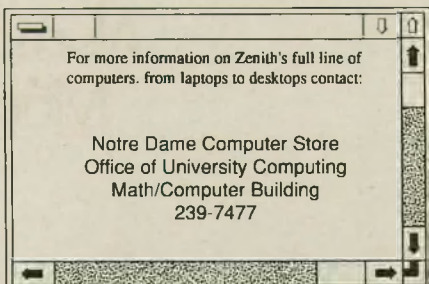 For more information on Zenith's full line of
computers. from laptops to desktops contact:
Notre Dame Computer Store
Office of University Computing
Math/Computer Building
239-7477